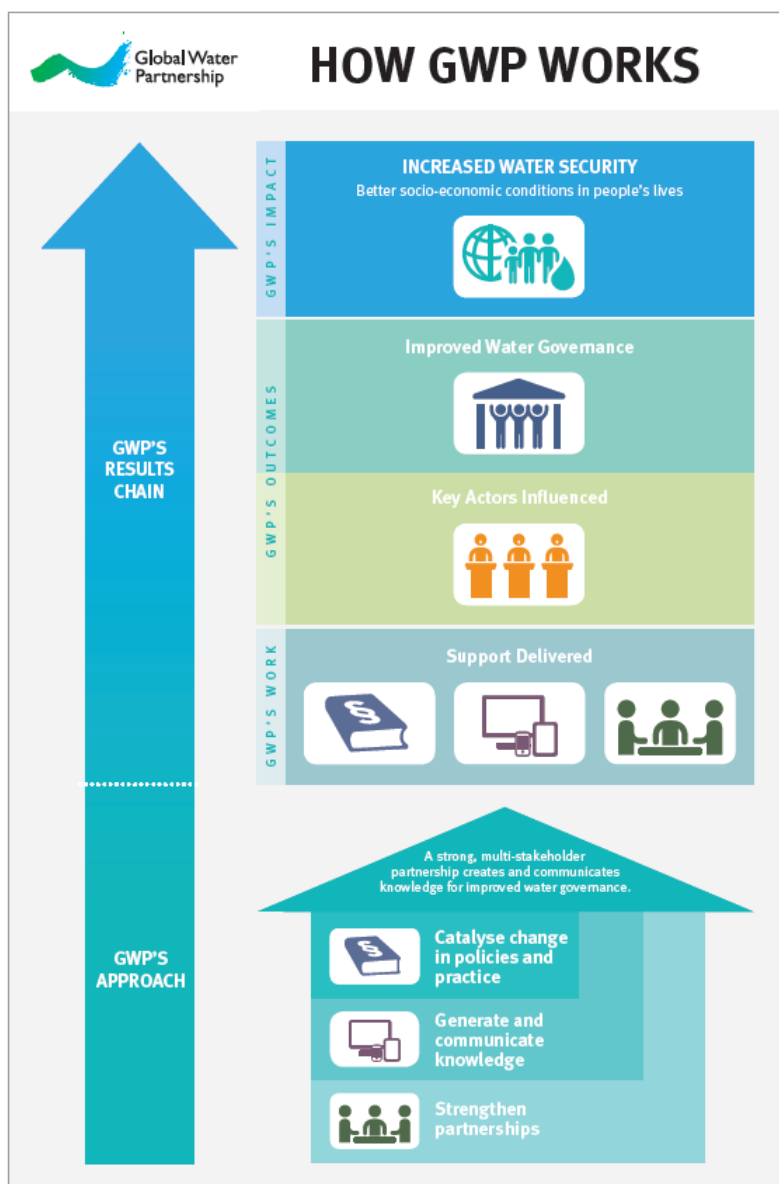 Global Water
Partnership
HOW GWP WORKS
GWP'S IMPACT
INCREASED WATER SECURITY
Better socio-economic conditions in people's lives
GWP'S OUTCOMES
Improved Water Governance
Key Actors Influenced
GWP'S WORK
Support Delivered
§
GWP'S
RESULTS
CHAIN
GWP'S
APPROACH
A strong, multi-stakeholder
partnership creates and communicates
knowledge for improved water governance.
§
Catalyse change
in policies and
practice
Generate and
communicate
knowledge
Strengthen
partnerships